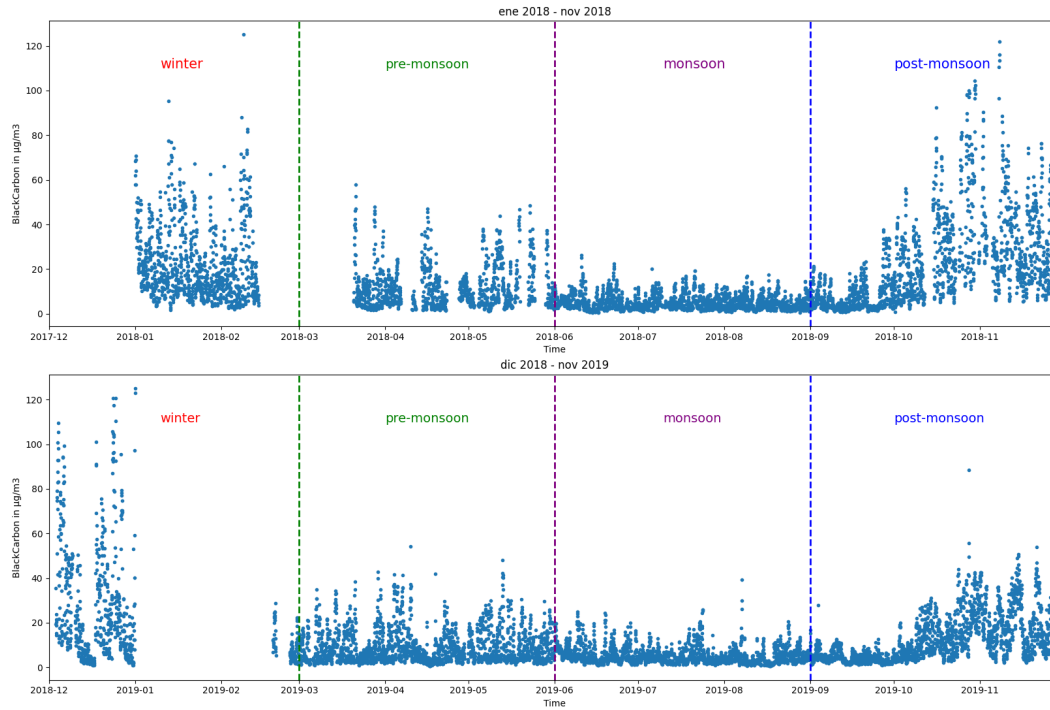 ene 2018 - nov 2018
120
100
80
60
40
20
0
BlackCarbon in µg/m3
winter
pre-monsoon
monsoon
post-monsoon
2017-12 2018-01 2018-02 2018-03 2018-04 2018-05 2018-06 2018-07 2018-08 2018-09 2018-10 2018-11
Time
dic 2018 - nov 2019
120
100
80
60
40
20
0
BlackCarbon in µg/m3
winter
pre-monsoon
monsoon
post-monsoon
2018-12 2019-01 2019-02 2019-03 2019-04 2019-05 2019-06 2019-07 2019-08 2019-09 2019-10 2019-11
Time